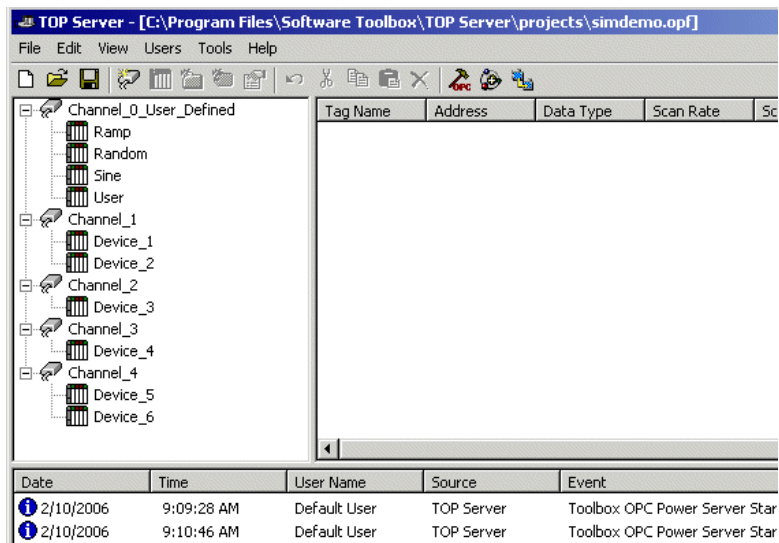 TOP Server - [C:\Program Files\Software Toolbox\TOP Server\projects\simdemo.opf]
File Edit View Users Tools Help
OPC
Channel_0_User_Defined
Ramp
Random
Sine
User
Channel_1
Device_1
Device_2
Channel_2
Device_3
Channel_3
Device_4
Channel_4
Device_5
Device_6
Tag Name Address Data Type Scan Rate Sc
Date Time User Name Source Event
2/10/2006 9:09:28 AM Default User TOP Server Toolbox OPC Power Server Star
2/10/2006 9:10:46 AM Default User TOP Server Toolbox OPC Power Server Star